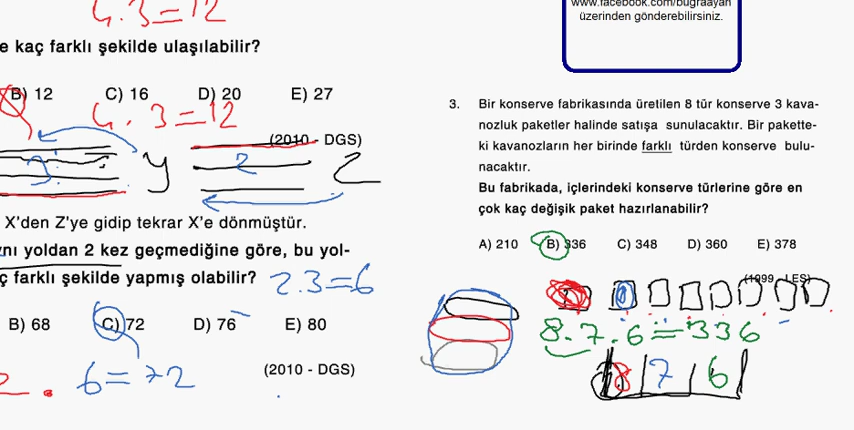 4.3=12
e kaç farklı şekilde ulaşılabilir?
B) 12 C) 16 D) 20 E) 27
4.3=12
(2010 - DGS)
3 y 2 Z
X'den Z'ye gidip tekrar X'e dönmüştür.
nı yoldan 2 kez geçmediğine göre, bu yol-
ç farklı şekilde yapmış olabilir? 2.3=6
B) 68 C) 72 D) 76 E) 80
2. 6=72
(2010 - DGS)
www.facebook.com/bugraayan
üzerinden gönderebilirsiniz.
3. Bir konserve fabrikasında üretilen 8 tür konserve 3 kava-
nozluk paketler halinde satışa sunulacaktır. Bir pakette-
ki kavanozların her birinde farklı türden konserve bulu-
nacaktır.
Bu fabrikada, içlerindeki konserve türlerine göre en
çok kaç değişik paket hazırlanabilir?
A) 210 B) 336 C) 348 D) 360 E) 378
(1999 - LES)
8.7.6=336
8 7 6